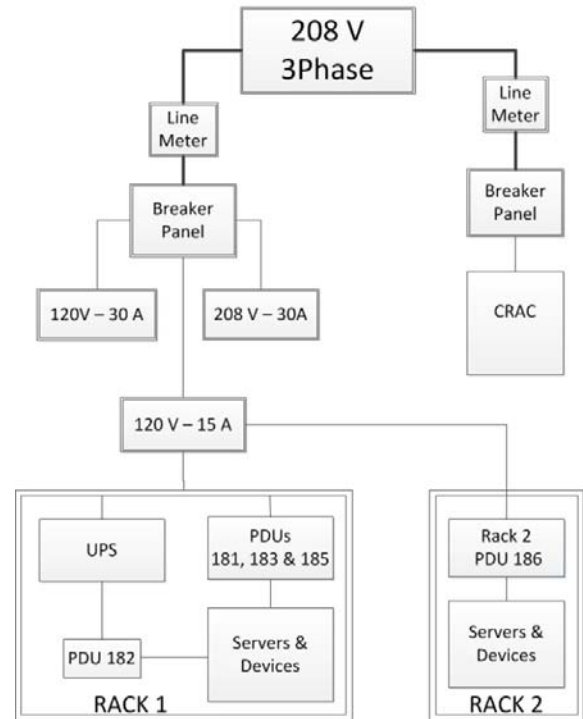 208 V
3Phase
Line
Meter
Line
Meter
Breaker
Panel
Breaker
Panel
120V – 30 A
208 V – 30A
CRAC
120 V – 15 A
UPS
PDUs
181, 183 & 185
Rack 2
PDU 186
PDU 182
Servers &
Devices
Servers &
Devices
RACK 1
RACK 2